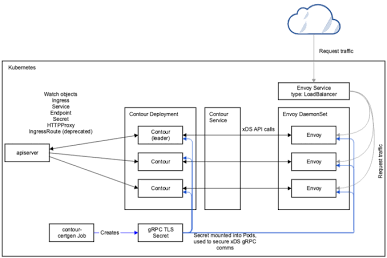 Request traffic
Kubernetes
Envoy Service
type: LoadBalancer
Watch objects
Ingress
Service
Endpoint
Secret
HTTPProxy
IngressRoute (deprecated)
Contour Deployment
Contour
Service
Envoy DaemonSet
xDS API calls
apiserver
Contour
(leader)
Envoy
Contour
Envoy
Contour
Envoy
Request traffic
contour-
certgen Job
Creates
gRPC TLS
Secret
Secret mounted into Pods,
used to secure xDS gRPC
comms